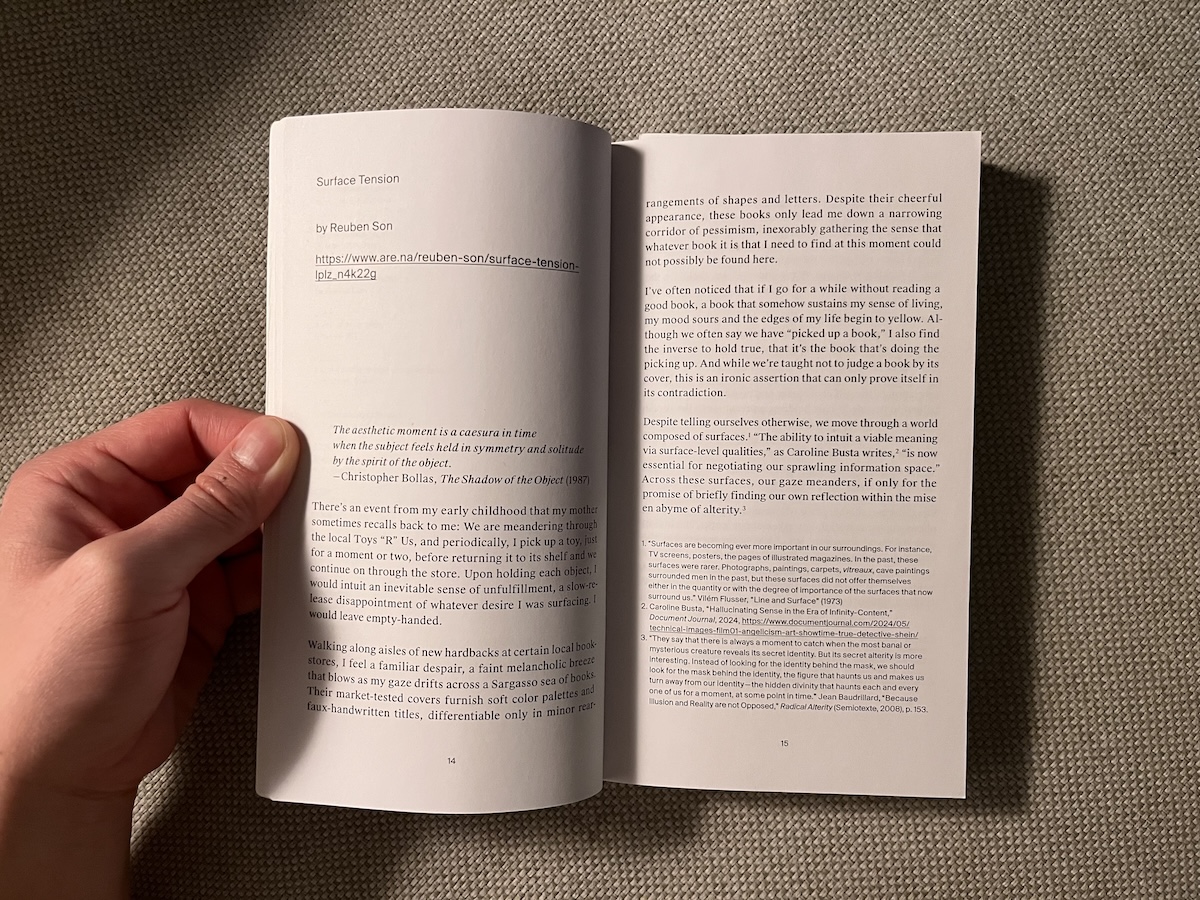 Surface Tension
by Reuben Son
https://www.are.na/reuben-son/surface-tension-
lplz_n4k22g
The aesthetic moment is a caesura in time
when the subject feels held in symmetry and solitude
by the spirit of the object.
—Christopher Bollas, The Shadow of the Object (1987)
There's an event from my early childhood that my mother
sometimes recalls back to me: We are meandering through
the local Toys “R” Us, and periodically, I pick up a toy, just
for a moment or two, before returning it to its shelf and we
continue on through the store. Upon holding each object, I
would intuit an inevitable sense of unfulfillment, a slow-re-
lease disappointment of whatever desire I was surfacing. I
would leave empty-handed.
Walking along aisles of new hardbacks at certain local book-
stores, I feel a familiar despair, a faint melancholic breeze
that blows as my gaze drifts across a Sargasso sea of books.
Their market-tested covers furnish soft color palettes and
faux-handwritten titles, differentiable only in minor rear-
14
rangements of shapes and letters. Despite their cheerful
appearance, these books only lead me down a narrowing
corridor of pessimism, inexorably gathering the sense that
whatever book it is that I need to find at this moment could
not possibly be found here.
I've often noticed that if I go for a while without reading a
good book, a book that somehow sustains my sense of living,
my mood sours and the edges of my life begin to yellow. Al-
though we often say we have “picked up a book,” I also find
the inverse to hold true, that it's the book that's doing the
picking up. And while we're taught not to judge a book by its
cover, this is an ironic assertion that can only prove itself in
its contradiction.
Despite telling ourselves otherwise, we move through a world
composed of surfaces.¹ “The ability to intuit a viable meaning
via surface-level qualities,” as Caroline Busta writes,² “is now
essential for negotiating our sprawling information space.”
Across these surfaces, our gaze meanders, if only for the
promise of briefly finding our own reflection within the mise
en abyme of alterity.³
1. “Surfaces are becoming ever more important in our surroundings. For instance,
TV screens, posters, the pages of illustrated magazines. In the past, these
surfaces were rarer. Photographs, paintings, carpets, vitreaux, cave paintings
surrounded men in the past, but these surfaces did not offer themselves
either in the quantity or with the degree of importance of the surfaces that now
surround us.” Vilém Flusser, “Line and Surface” (1973)
2. Caroline Busta, “Hallucinating Sense in the Era of Infinity-Content,”
Document Journal, 2024, https://www.documentjournal.com/2024/05/
technical-images-film01-angelicism-art-showtime-true-detective-shein/
3. “They say that there is always a moment to catch when the most banal or
mysterious creature reveals its secret identity. But its secret alterity is more
interesting. Instead of looking for the identity behind the mask, we should
look for the mask behind the identity, the figure that haunts us and makes us
turn away from our identity—the hidden divinity that haunts each and every
one of us for a moment, at some point in time.” Jean Baudrillard, “Because
Illusion and Reality are not Opposed,” Radical Alterity (Semiotexte, 2008), p. 153.
15